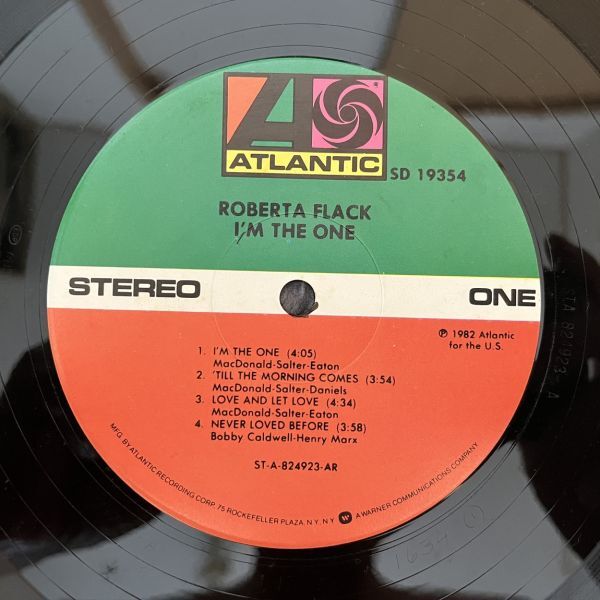 ATLANTIC
SD 19354
ROBERTA FLACK
I'M THE ONE
STEREO
ONE
℗ 1982 Atlantic
for the U.S.
1. I'M THE ONE (4:05)
MacDonald-Salter-Eaton
2. 'TILL THE MORNING COMES (3:54)
MacDonald-Salter-Daniels
3. LOVE AND LET LOVE (4:34)
MacDonald-Salter-Eaton
4. NEVER LOVED BEFORE (3:58)
Bobby Caldwell-Henry Marx
ST-A-824923-AR
MFG. BY ATLANTIC RECORDING CORP. 75 ROCKEFELLER PLAZA. N.Y. N.Y. A WARNER COMMUNICATIONS COMPANY
STA 824923-A
1634